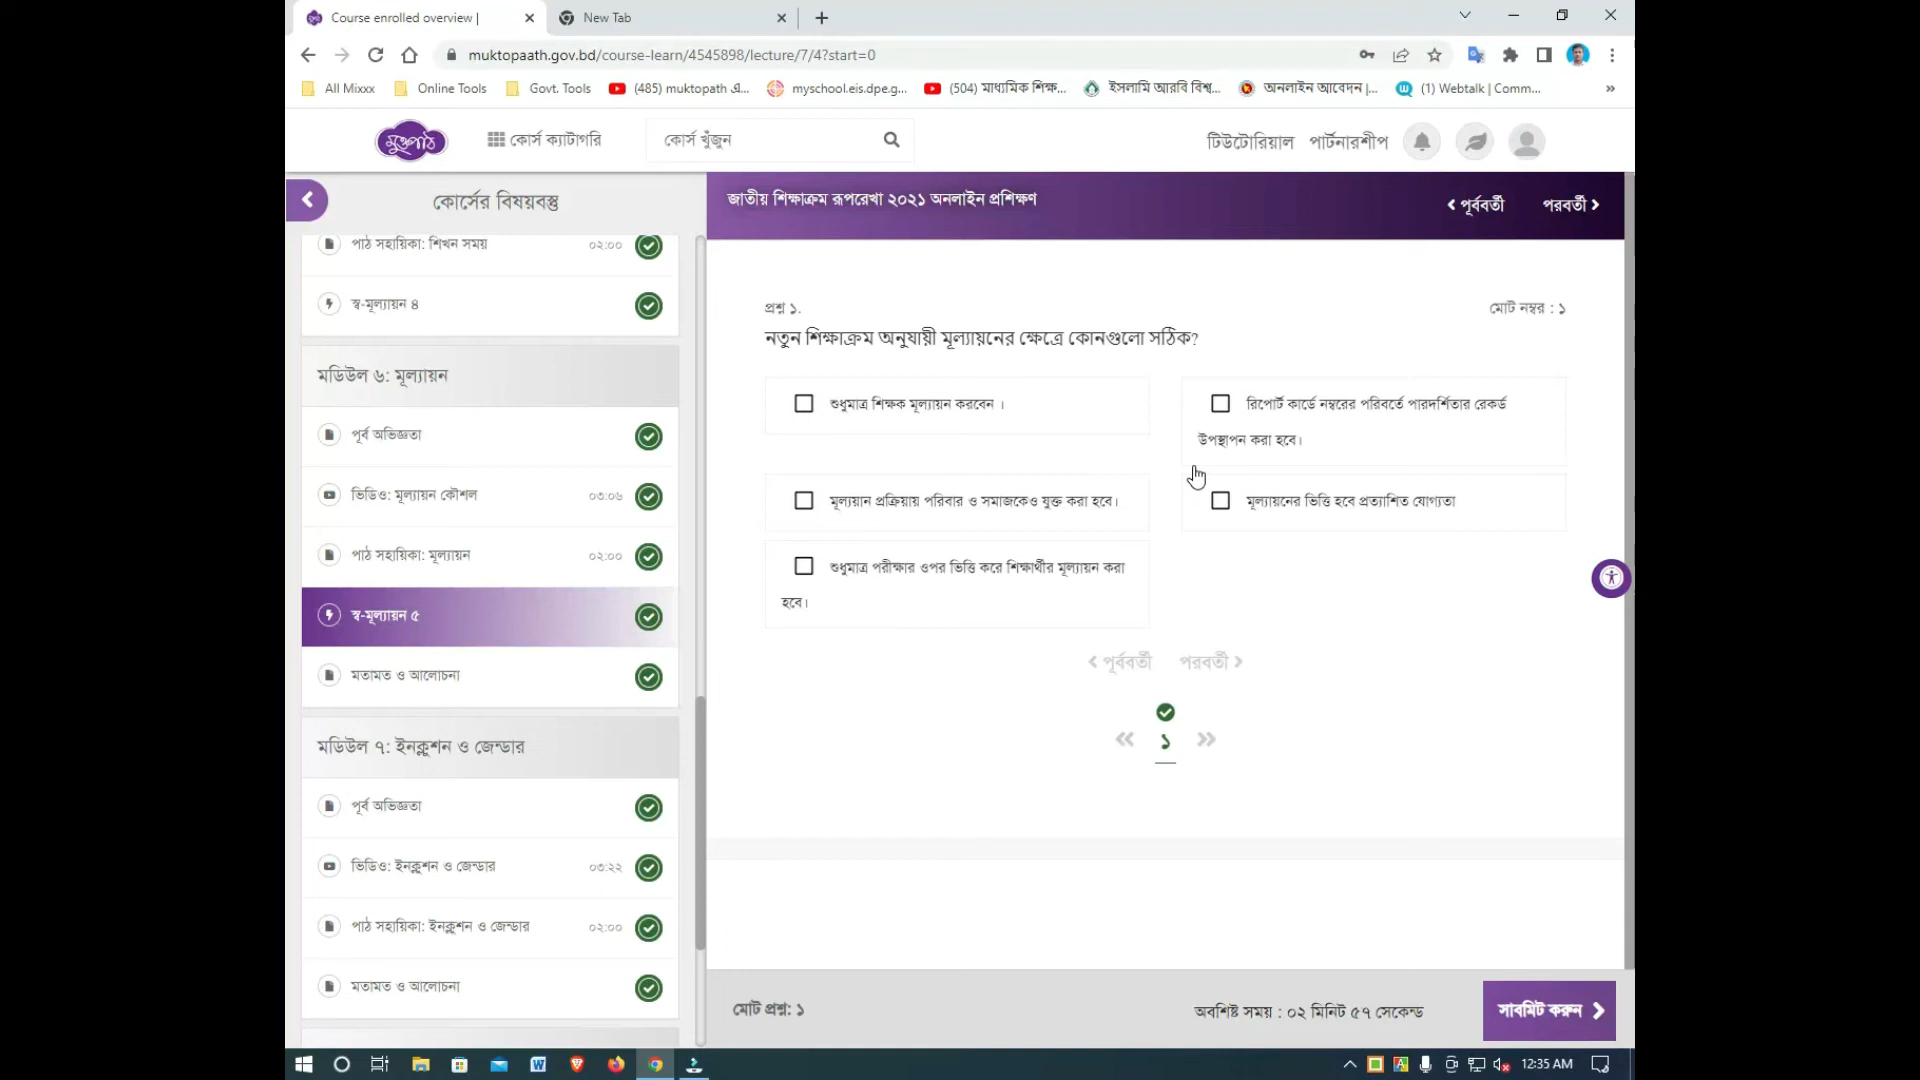 Course enrolled overview |
New Tab
muktopaath.gov.bd/course-learn/4545898/lecture/7/4?start=0
All Mixxx
Online Tools
Govt. Tools
(485) muktopath এ...
myschool.eis.dpe.g...
(504) মাধ্যমিক শিক্ষ...
ইসলামি আরবি বিশ্ব...
অনলাইন আবেদন |...
(1) Webtalk | Comm...
»
মুক্তপাঠ
কোর্স ক্যাটাগরি
কোর্স খুঁজুন
টিউটোরিয়াল
পার্টনারশীপ
কোর্সের বিষয়বস্তু
জাতীয় শিক্ষাক্রম রূপরেখা ২০২১ অনলাইন প্রশিক্ষণ
পূর্ববর্তী
পরবর্তী
পাঠ সহায়িকা: শিখন সময়
০২:০০
স্ব-মূল্যায়ন ৪
মডিউল ৬: মূল্যায়ন
পূর্ব অভিজ্ঞতা
ভিডিও: মূল্যায়ন কৌশল
০৩:০৬
পাঠ সহায়িকা: মূল্যায়ন
০২:০০
স্ব-মূল্যায়ন ৫
মতামত ও আলোচনা
মডিউল ৭: ইনক্লুশন ও জেন্ডার
পূর্ব অভিজ্ঞতা
ভিডিও: ইনক্লুশন ও জেন্ডার
০৩:২২
পাঠ সহায়িকা: ইনক্লুশন ও জেন্ডার
০২:০০
মতামত ও আলোচনা
প্রশ্ন ১.
মোট নম্বর : ১
নতুন শিক্ষাক্রম অনুযায়ী মূল্যায়নের ক্ষেত্রে কোনগুলো সঠিক?
শুধুমাত্র শিক্ষক মূল্যায়ন করবেন ।
রিপোর্ট কার্ডে নম্বরের পরিবর্তে পারদর্শিতার রেকর্ড
উপস্থাপন করা হবে।
মূল্যয়ান প্রক্রিয়ায় পরিবার ও সমাজকেও যুক্ত করা হবে।
মূল্যায়নের ভিত্তি হবে প্রত্যাশিত যোগ্যতা
শুধুমাত্র পরীক্ষার ওপর ভিত্তি করে শিক্ষার্থীর মূল্যায়ন করা
হবে।
পূর্ববর্তী
পরবর্তী
« ১ »
মোট প্রশ্ন: ১
অবশিষ্ট সময় : ০২ মিনিট ৫৭ সেকেন্ড
সাবমিট করুন
12:35 AM